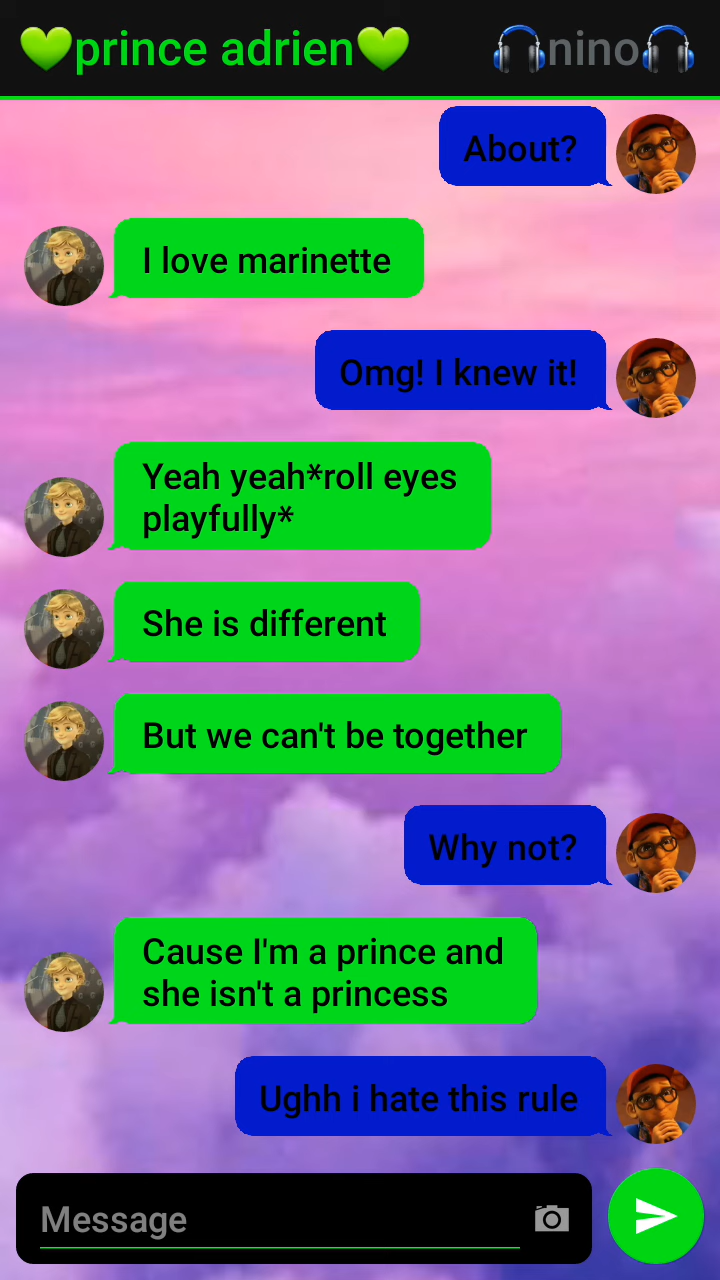 💚prince adrien💚 🎧nino🎧
About?
I love marinette
Omg! I knew it!
Yeah yeah*roll eyes
playfully*
She is different
But we can't be together
Why not?
Cause I'm a prince and
she isn't a princess
Ughh i hate this rule
Message